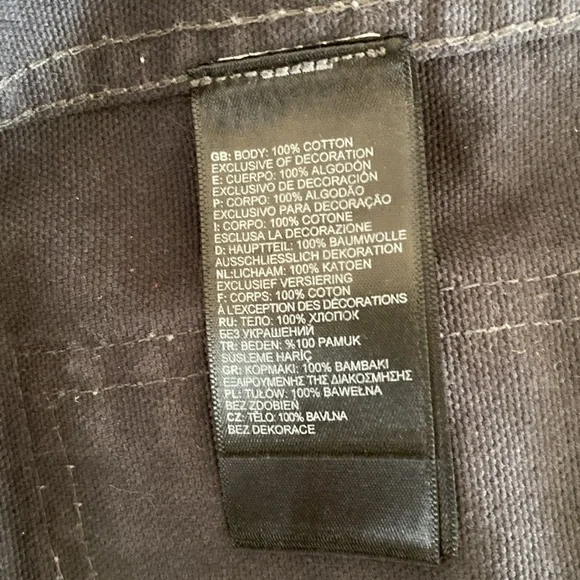 GB: BODY: 100% COTTON
EXCLUSIVE OF DECORATION
E: CUERPO: 100% ALGODÓN
EXCLUSIVO DE DECORACIÓN
P: CORPO: 100% ALGODÃO
EXCLUSIVO PARA DECORAÇÃO
I: CORPO: 100% COTONE
ESCLUSA LA DECORAZIONE
D: HAUPTTEIL: 100% BAUMWOLLE
AUSSCHLIESSLICH DEKORATION
NL:LICHAAM: 100% KATOEN
EXCLUSIEF VERSIERING
F: CORPS: 100% COTON
À L'EXCEPTION DES DÉCORATIONS
RU: ТЕЛО: 100% ХЛОПОК
БЕЗ УКРАШЕНИЙ
TR: BEDEN: %100 PAMUK
SÜSLEME HARİÇ
GR: ΚΟΡΜΑΚΙ: 100% ΒΑΜΒΑΚΙ
ΕΞΑΙΡΟΥΜΕΝΗΣ ΤΗΣ ΔΙΑΚΟΣΜΗΣΗΣ
PL: TUŁÓW: 100% BAWEŁNA
BEZ ZDOBIEŃ
CZ: TĚLO: 100% BAVLNA
BEZ DEKORACE